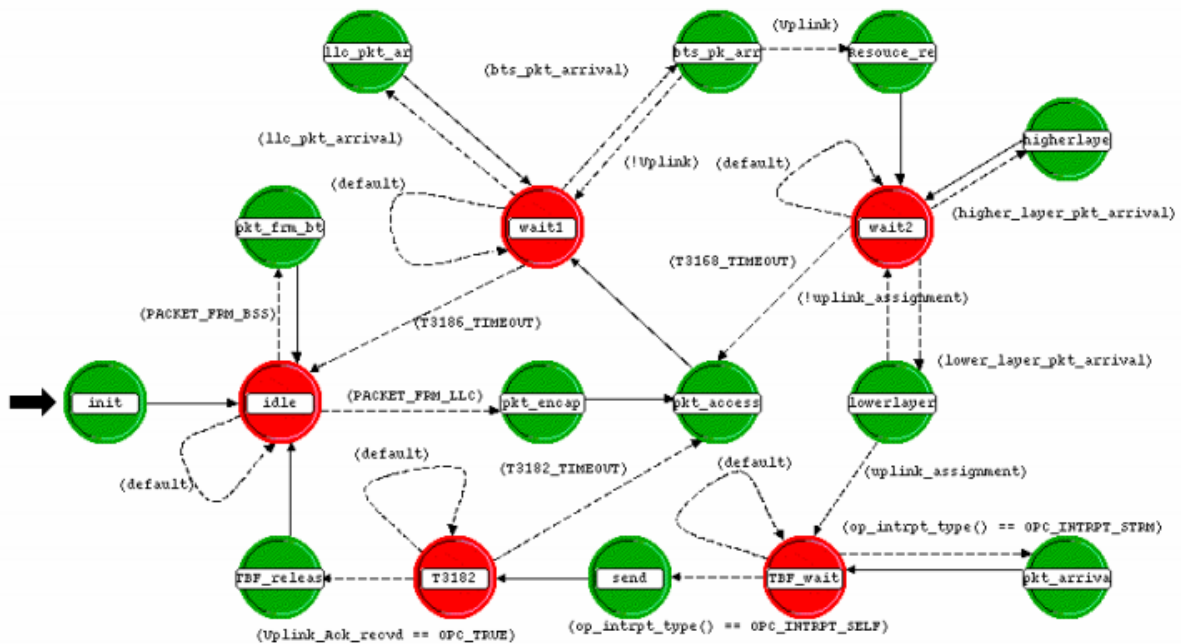 (Uplink)
llc_pkt_ar
bts_pk_arr
Resouce_re
(bts_pkt_arrival)
(llc_pkt_arrival)
(!Uplink)
(default)
higherlaye
(default)
pkt_frm_bt
wait1
wait2
(higher_layer_pkt_arrival)
(T3168_TIMEOUT)
(!uplink_assignment)
(PACKET_FRM_BSS)
(T3186_TIMEOUT)
(lower_layer_pkt_arrival)
init
idle
(PACKET_FRM_LLC)
pkt_encap
pkt_access
lowerlayer
(default)
(T3182_TIMEOUT)
(default)
(uplink_assignment)
(default)
(op_intrpt_type() == OPC_INTRPT_STRM)
TBF_releas
T3182
send
TBF_wait
pkt_arriva
(Uplink_Ack_recvd == OPC_TRUE)
(op_intrpt_type() == OPC_INTRPT_SELF)